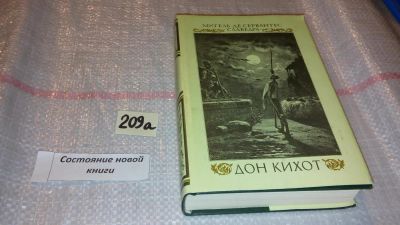 МИГЕЛЬ ДЕ СЕРВАНТЕС
СААВЕДРА
ДОН КИХОТ
209а
Состояние новой
книги